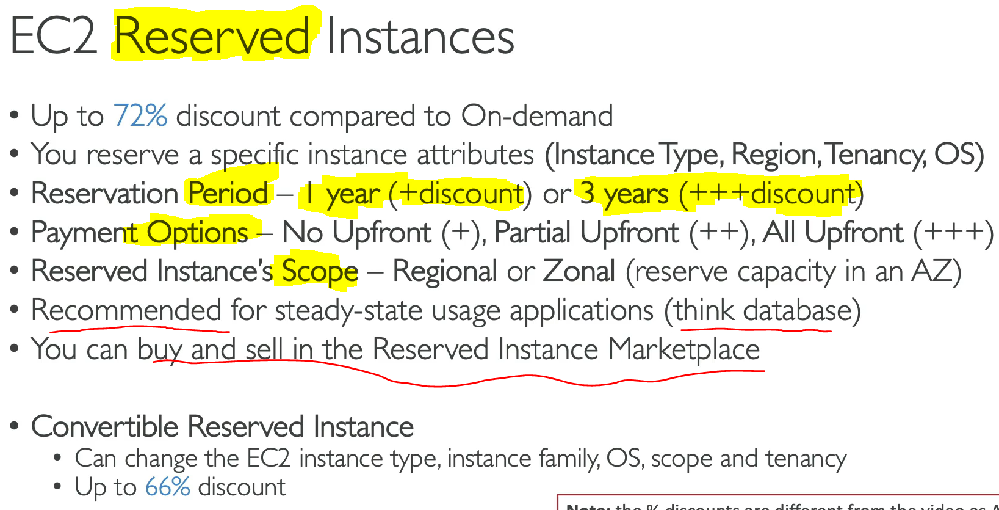 EC2 Reserved Instances
• Up to 72% discount compared to On-demand
• You reserve a specific instance attributes (Instance Type, Region, Tenancy, OS)
• Reservation Period – 1 year (+discount) or 3 years (+++discount)
• Payment Options – No Upfront (+), Partial Upfront (++), All Upfront (+++)
• Reserved Instance’s Scope – Regional or Zonal (reserve capacity in an AZ)
• Recommended for steady-state usage applications (think database)
• You can buy and sell in the Reserved Instance Marketplace
• Convertible Reserved Instance
• Can change the EC2 instance type, instance family, OS, scope and tenancy
• Up to 66% discount
Note: the % discounts are different from the video as